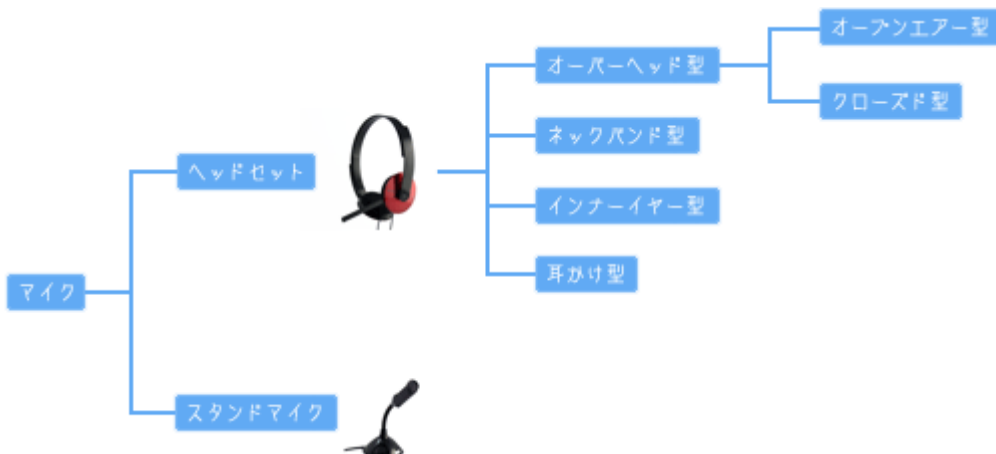 オープンエアー型
オーバーヘッド型
クローズド型
ネックバンド型
ヘッドセット
インナーイヤー型
耳かけ型
マイク
スタンドマイク